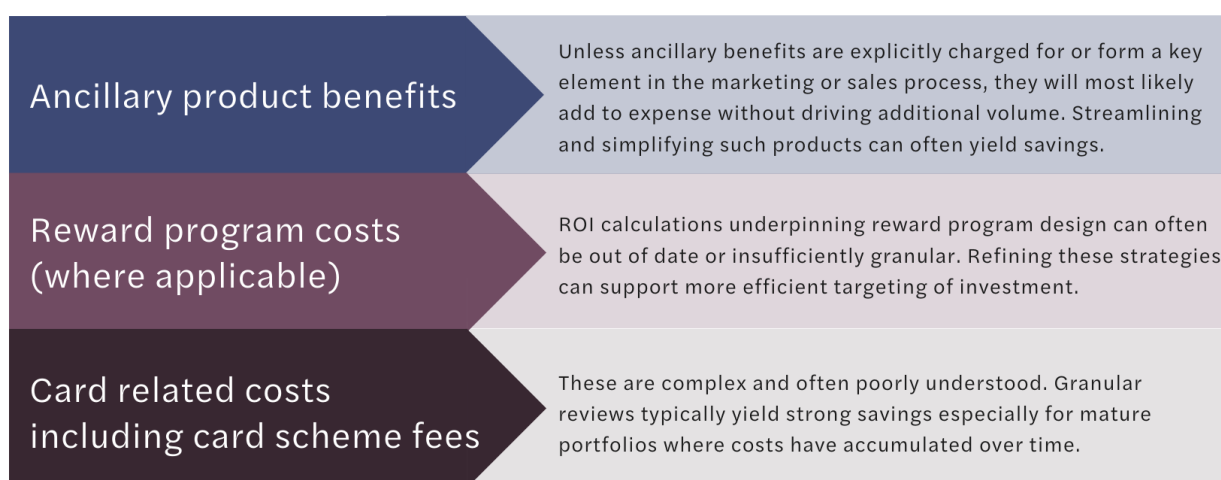 Ancillary product benefits
Unless ancillary benefits are explicitly charged for or form a key
element in the marketing or sales process, they will most likely
add to expense without driving additional volume. Streamlining
and simplifying such products can often yield savings.
Reward program costs
(where applicable)
ROI calculations underpinning reward program design can often
be out of date or insufficiently granular. Refining these strategies
can support more efficient targeting of investment.
Card related costs
including card scheme fees
These are complex and often poorly understood. Granular
reviews typically yield strong savings especially for mature
portfolios where costs have accumulated over time.